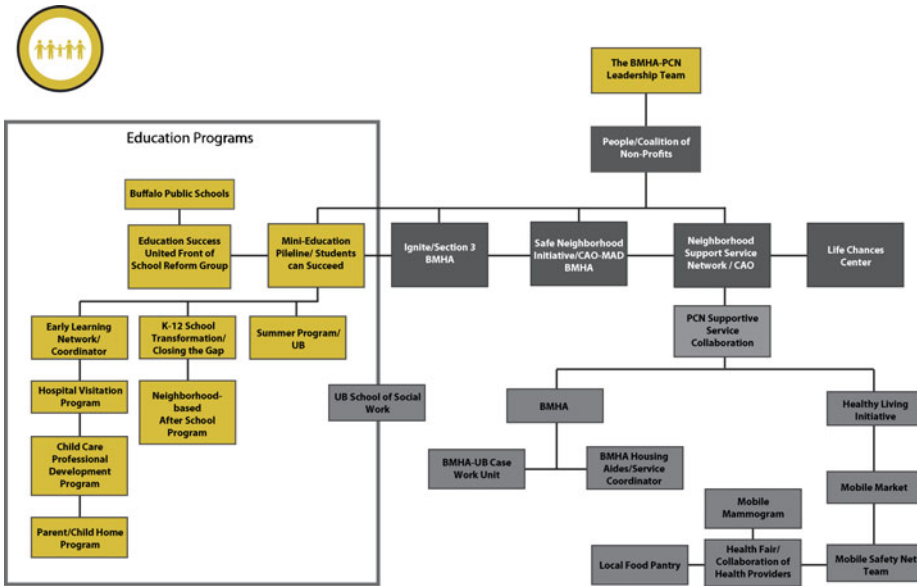 The BMHA-PCN
Leadership Team
People/Coalition of
Non-Profits
Education Programs
Buffalo Public Schools
Education Success
United Front of
School Reform Group
Mini-Education
Pileline/ Students
can Succeed
Ignite/Section 3
BMHA
Safe Neighborhood
Initiative/CAO-MAD
BMHA
Neighborhood
Support Service
Network / CAO
Life Chances
Center
Early Learning
Network/
Coordinator
K-12 School
Transformation/
Closing the Gap
Summer Program/
UB
PCN Supportive
Service
Collaboration
Hospital Visitation
Program
Neighborhood-
based
After School
Program
UB School of Social
Work
BMHA
Healthy Living
Initiative
Child Care
Professional
Development
Program
BMHA-UB Case
Work Unit
BMHA Housing
Aides/Service
Coordinator
Mobile Market
Mobile
Mammogram
Parent/Child Home
Program
Local Food Pantry
Health Fair/
Collaboration of
Health Providers
Mobile Safety Net
Team